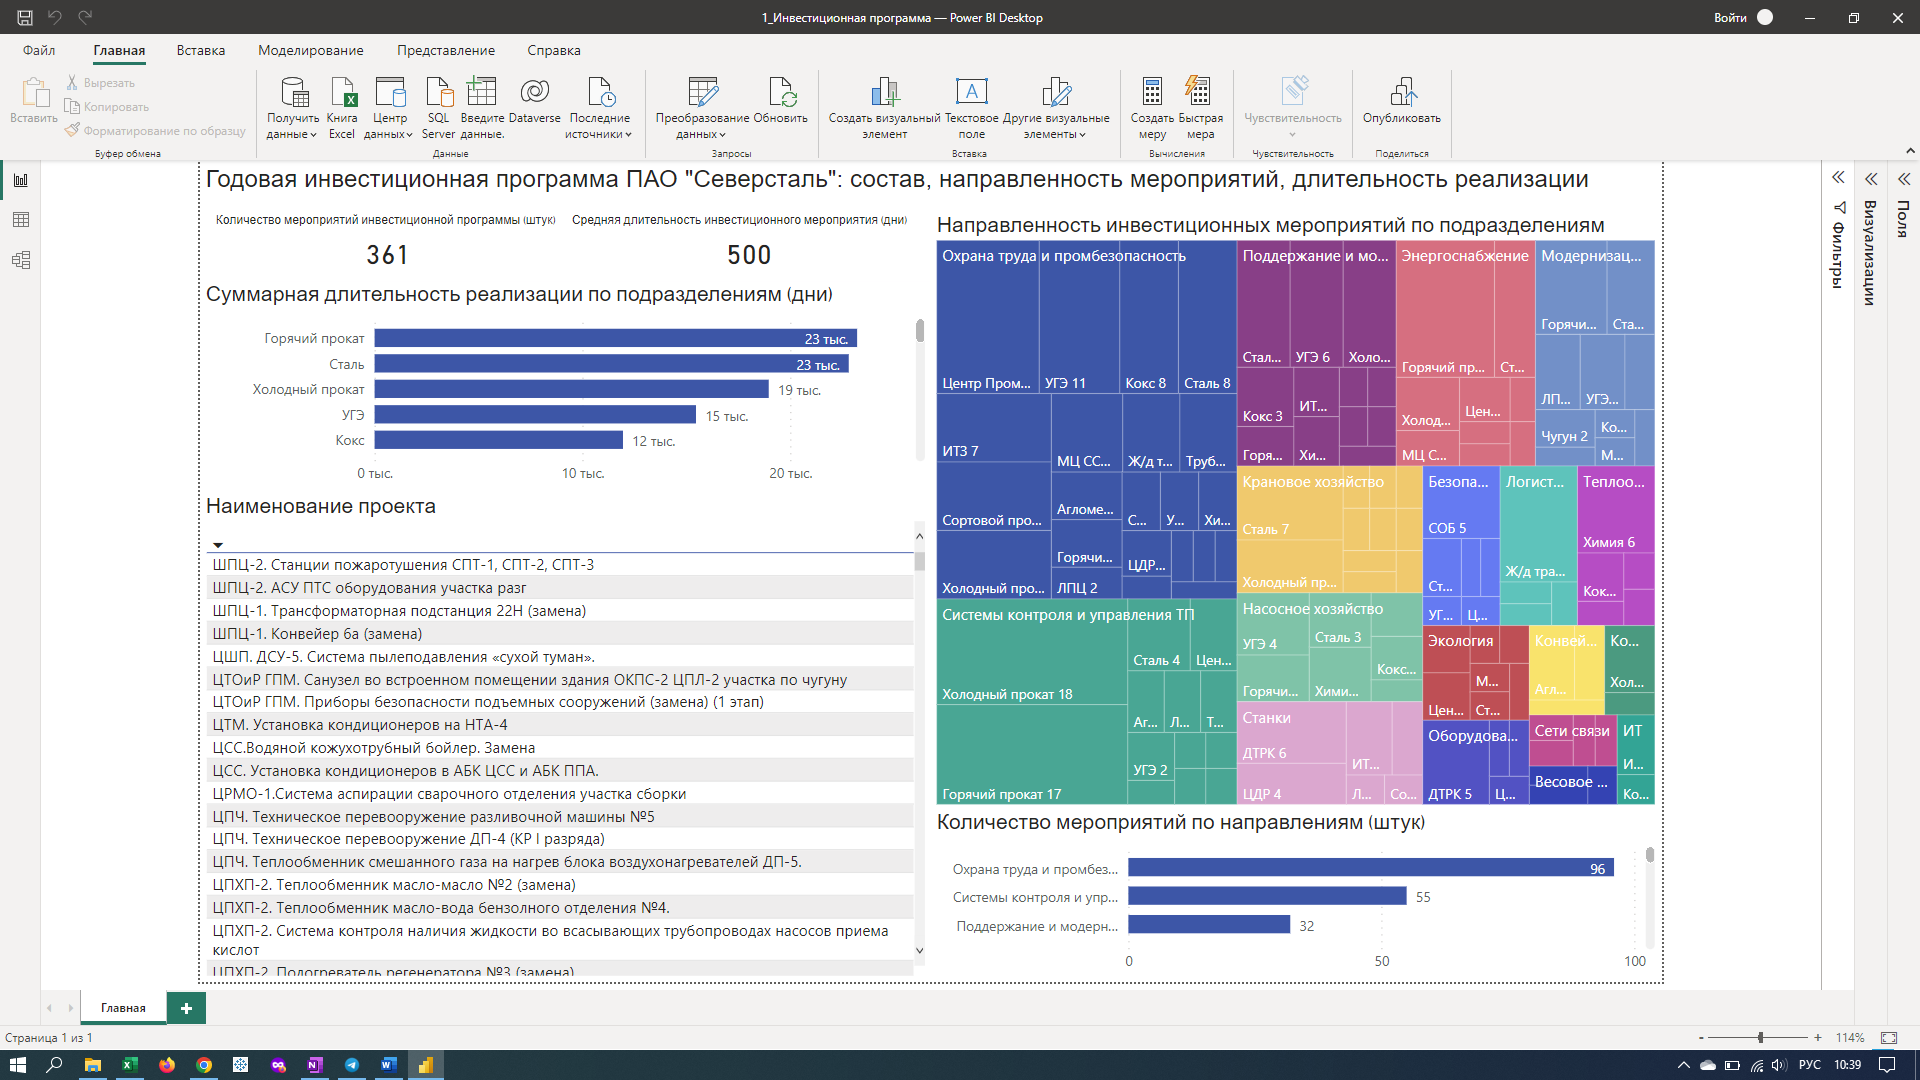 1_Инвестиционная программа — Power BI Desktop
Войти
Файл
Главная
Вставка
Моделирование
Представление
Справка
Вставить
Вырезать
Копировать
Форматирование по образцу
Буфер обмена
Получить данные
Книга Excel
Центр данных
SQL Server
Введите данные.
Dataverse
Последние источники
Данные
Преобразование данных
Обновить
Запросы
Создать визуальный элемент
Текстовое поле
Другие визуальные элементы
Вставка
Создать меру
Быстрая мера
Вычисления
Чувствительность
Чувствительность
Опубликовать
Поделиться
Годовая инвестиционная программа ПАО "Северсталь": состав, направленность мероприятий, длительность реализации
Количество мероприятий инвестиционной программы (штук)
361
Средняя длительность инвестиционного мероприятия (дни)
500
Суммарная длительность реализации по подразделениям (дни)
Горячий прокат 23 тыс.
Сталь 23 тыс.
Холодный прокат 19 тыс.
УГЭ 15 тыс.
Кокс 12 тыс.
0 тыс. 10 тыс. 20 тыс.
Наименование проекта
ШПЦ-2. Станции пожаротушения СПТ-1, СПТ-2, СПТ-3
ШПЦ-2. АСУ ПТС оборудования участка разг
ШПЦ-1. Трансформаторная подстанция 22Н (замена)
ШПЦ-1. Конвейер 6а (замена)
ЦШП. ДСУ-5. Система пылеподавления «сухой туман».
ЦТОиР ГПМ. Санузел во встроенном помещении здания ОКПС-2 ЦПЛ-2 участка по чугуну
ЦТОиР ГПМ. Приборы безопасности подъемных сооружений (замена) (1 этап)
ЦТМ. Установка кондиционеров на НТА-4
ЦСС.Водяной кожухотрубный бойлер. Замена
ЦСС. Установка кондиционеров в АБК ЦСС и АБК ППА.
ЦРМО-1.Система аспирации сварочного отделения участка сборки
ЦПЧ. Техническое перевооружение разливочной машины №5
ЦПЧ. Техническое перевооружение ДП-4 (КР I разряда)
ЦПЧ. Теплообменник смешанного газа на нагрев блока воздухонагревателей ДП-5.
ЦПХП-2. Теплообменник масло-масло №2 (замена)
ЦПХП-2. Теплообменник масло-вода бензолного отделения №4.
ЦПХП-2. Система контроля наличия жидкости во всасывающих трубопроводах насосов приема
кислот
ЦПХП-2. Подогреватель регенератора №3 (замена)
Направленность инвестиционных мероприятий по подразделениям
Охрана труда и промбезопасность
Центр Пром... УГЭ 11 Кокс 8 Сталь 8
ИТЗ 7
МЦ СС... Ж/д т... Труб...
Сортовой про...
Агломе... С... У... Хи...
Горячи... ЦДР...
Холодный про... ЛПЦ 2
Системы контроля и управления ТП
Сталь 4 Цен...
Холодный прокат 18
Аг... Л... Т...
УГЭ 2
Горячий прокат 17
Поддержание и мо...
Стал... УГЭ 6 Холо...
Кокс 3 ИТ...
Горя... Хи...
Энергоснабжение
Горячий пр... Ст...
Холод... Цен...
МЦ С...
Модернизац...
Горячи... Ста...
ЛП... УГЭ...
Чугун 2 Ко...
М...
Крановое хозяйство
Сталь 7
Холодный пр...
Безопа...
СОБ 5
Ст...
УГ... Ц...
Логист...
Ж/д тра...
Теплоо...
Химия 6
Кок...
Насосное хозяйство
УГЭ 4 Сталь 3
Кокс...
Горячи... Хими...
Станки
ДТРК 6
ИТ...
ЦДР 4 Л... Со...
Экология
М...
Цен... Ст...
Конвей...
Агл...
Ко...
Хол...
Оборудова...
ДТРК 5 Ц...
Сети связи
Весовое ...
ИТ
И...
Ко...
Количество мероприятий по направлениям (штук)
Охрана труда и промбез... 96
Системы контроля и упр... 55
Поддержание и модерн... 32
0 50 100
Фильтры
Визуализации
Поля
Главная
Страница 1 из 1
114%
РУС
10:39